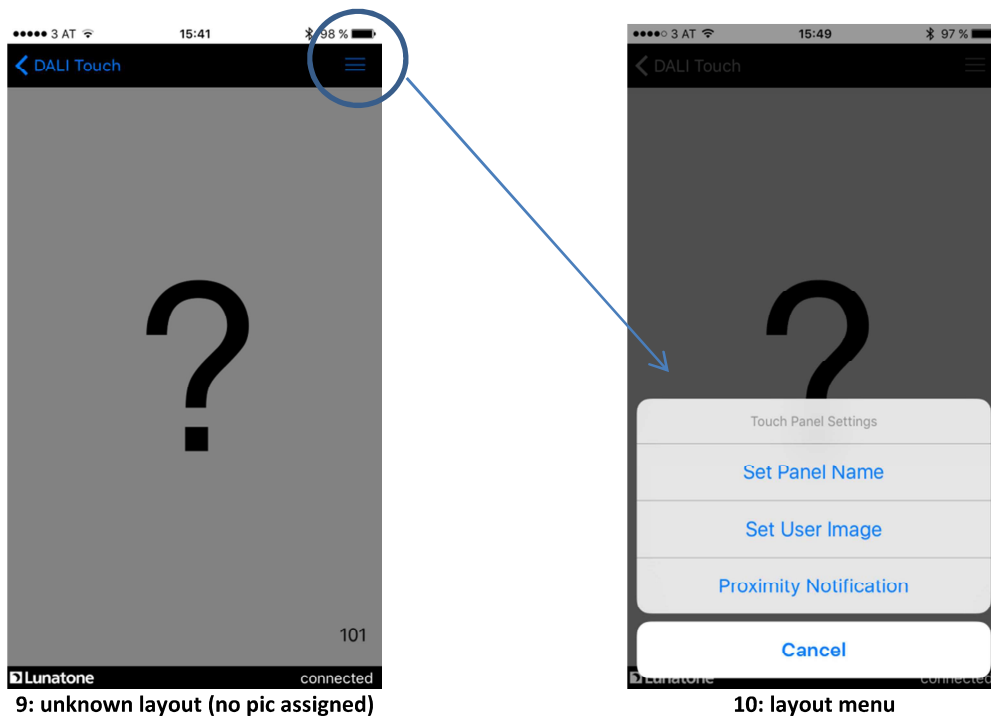 3 AT 15:41 98 %
DALI Touch
?
101
Lunatone connected
9: unknown layout (no pic assigned)
3 AT 15:49 97 %
DALI Touch
?
Touch Panel Settings
Set Panel Name
Set User Image
Proximity Notification
Cancel
Lunatone connected
10: layout menu